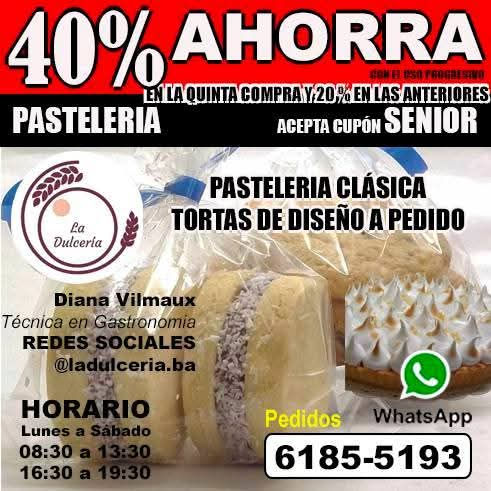 40% AHORRA
CON EL USO PROGRESIVO
EN LA QUINTA COMPRA Y 20,% EN LAS ANTERIORES
PASTELERIA
ACEPTA CUPÓN SENIOR
La
Dulcería
PASTELERIA CLÁSICA
TORTAS DE DISEÑO A PEDIDO
Diana Vilmaux
Técnica en Gastronomia
REDES SOCIALES
@ladulceria.ba
HORARIO
Lunes a Sábado
08:30 a 13:30
16:30 a 19:30
Pedidos
WhatsApp
6185-5193